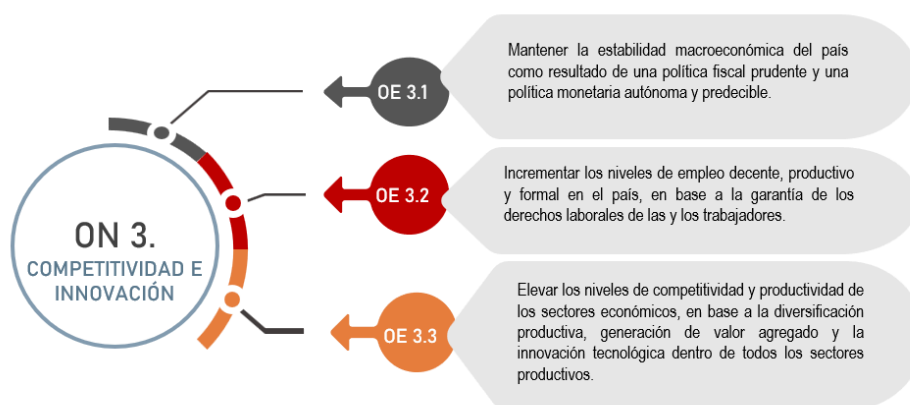 ON 3.
COMPETITIVIDAD E
INNOVACIÓN
OE 3.1
Mantener la estabilidad macroeconómica del país
como resultado de una política fiscal prudente y una
política monetaria autónoma y predecible.
OE 3.2
Incrementar los niveles de empleo decente, productivo
y formal en el país, en base a la garantía de los
derechos laborales de las y los trabajadores.
OE 3.3
Elevar los niveles de competitividad y productividad de
los sectores económicos, en base a la diversificación
productiva, generación de valor agregado y la
innovación tecnológica dentro de todos los sectores
productivos.